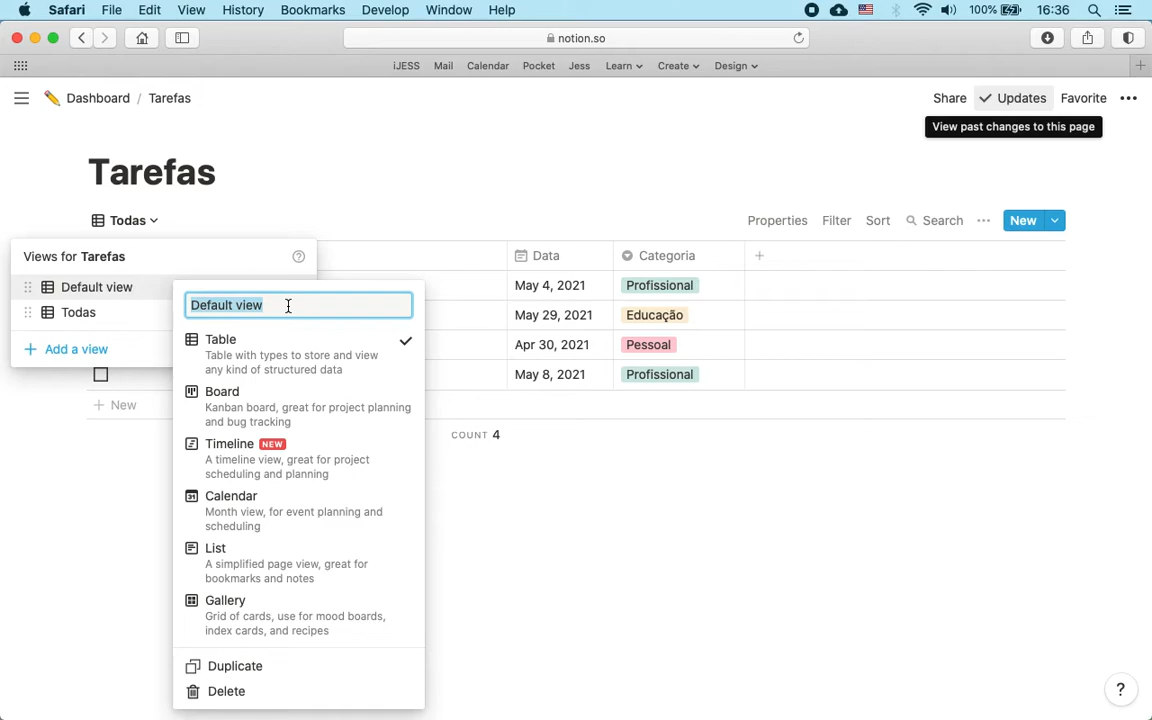 Safari File Edit View History Bookmarks Develop Window Help 100% 16:36
notion.so
iJESS Mail Calendar Pocket Jess Learn Create Design
Dashboard / Tarefas Share Updates Favorite
View past changes to this page
Tarefas
Todas Properties Filter Sort Search New
Views for Tarefas
Data Categoria
Default view
May 4, 2021 Profissional
Default view
Todas
May 29, 2021 Educação
Table
Table with types to store and view
any kind of structured data
Apr 30, 2021 Pessoal
Add a view
May 8, 2021 Profissional
Board
Kanban board, great for project planning
and bug tracking
New
COUNT 4
Timeline NEW
A timeline view, great for project
scheduling and planning
Calendar
Month view, for event planning and
scheduling
List
A simplified page view, great for
bookmarks and notes
Gallery
Grid of cards, use for mood boards,
index cards, and recipes
Duplicate
Delete
?